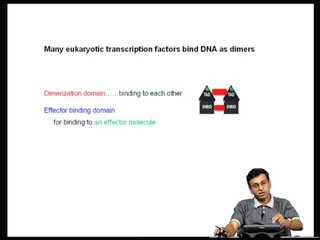 Many eukaryotic transcription factors bind DNA as dimers
Dimerization domain......binding to each other
TAD TAD
DBD DBD
Effector binding domain
for binding to an effector molecule